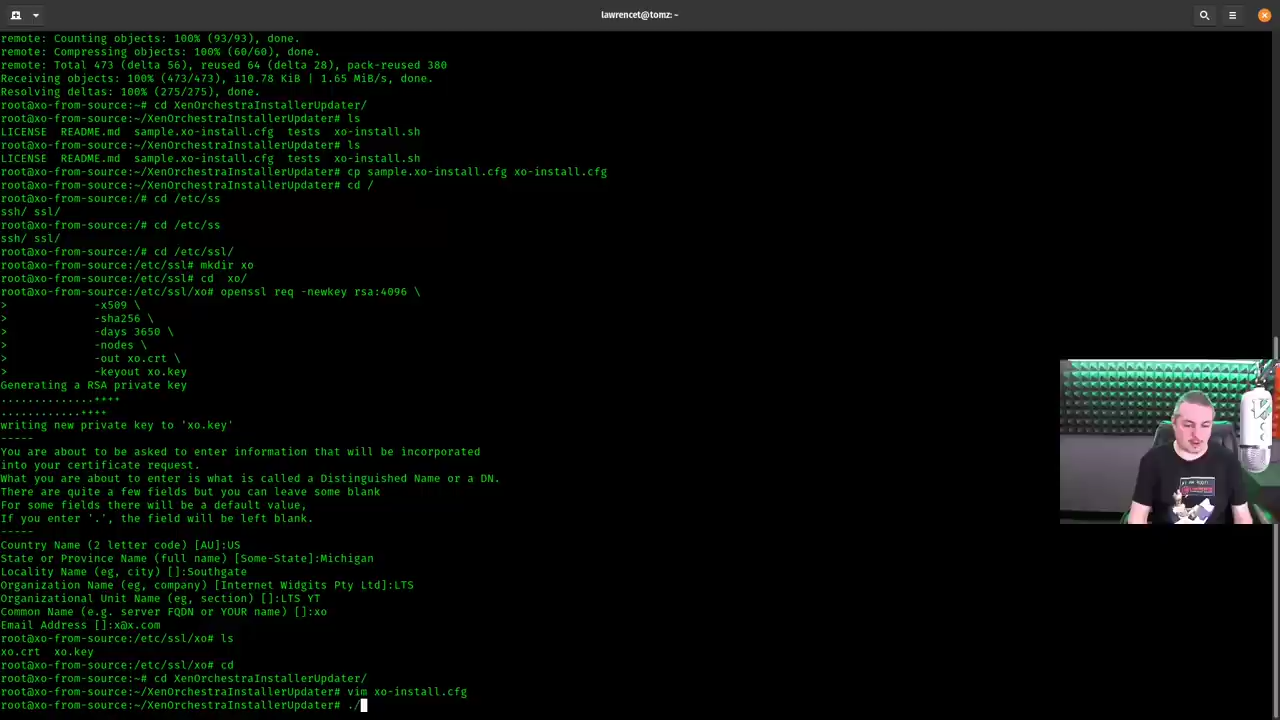 lawrencet@tomz: ~
remote: Counting objects: 100% (93/93), done.
remote: Compressing objects: 100% (60/60), done.
remote: Total 473 (delta 56), reused 64 (delta 28), pack-reused 380
Receiving objects: 100% (473/473), 110.78 KiB | 1.65 MiB/s, done.
Resolving deltas: 100% (275/275), done.
root@xo-from-source:~# cd XenOrchestraInstallerUpdater/
root@xo-from-source:~/XenOrchestraInstallerUpdater# ls
LICENSE  README.md  sample.xo-install.cfg  tests  xo-install.sh
root@xo-from-source:~/XenOrchestraInstallerUpdater# ls
LICENSE  README.md  sample.xo-install.cfg  tests  xo-install.sh
root@xo-from-source:~/XenOrchestraInstallerUpdater# cp sample.xo-install.cfg xo-install.cfg
root@xo-from-source:~/XenOrchestraInstallerUpdater# cd /
root@xo-from-source:/# cd /etc/ss
ssh/ ssl/
root@xo-from-source:/# cd /etc/ss
ssh/ ssl/
root@xo-from-source:/# cd /etc/ssl/
root@xo-from-source:/etc/ssl# mkdir xo
root@xo-from-source:/etc/ssl# cd  xo/
root@xo-from-source:/etc/ssl/xo# openssl req -newkey rsa:4096 \
>            -x509 \
>            -sha256 \
>            -days 3650 \
>            -nodes \
>            -out xo.crt \
>            -keyout xo.key
Generating a RSA private key
..............++++
............++++
writing new private key to 'xo.key'
-----
You are about to be asked to enter information that will be incorporated
into your certificate request.
What you are about to enter is what is called a Distinguished Name or a DN.
There are quite a few fields but you can leave some blank
For some fields there will be a default value,
If you enter '.', the field will be left blank.
-----
Country Name (2 letter code) [AU]:US
State or Province Name (full name) [Some-State]:Michigan
Locality Name (eg, city) []:Southgate
Organization Name (eg, company) [Internet Widgits Pty Ltd]:LTS
Organizational Unit Name (eg, section) []:LTS YT
Common Name (e.g. server FQDN or YOUR name) []:xo
Email Address []:x@x.com
root@xo-from-source:/etc/ssl/xo# ls
xo.crt  xo.key
root@xo-from-source:/etc/ssl/xo# cd
root@xo-from-source:~# cd XenOrchestraInstallerUpdater/
root@xo-from-source:~/XenOrchestraInstallerUpdater# vim xo-install.cfg
root@xo-from-source:~/XenOrchestraInstallerUpdater# ./